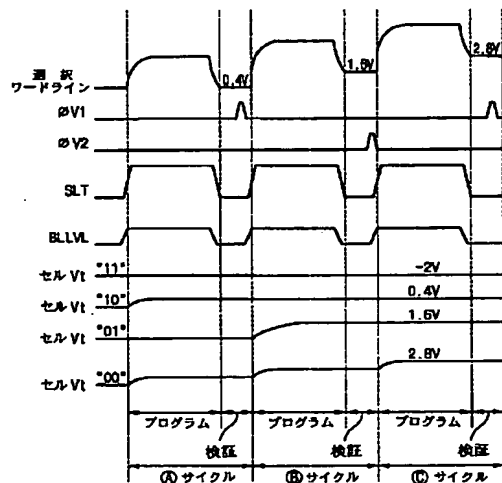 選択
ワードライン
0.4V
1.6V
2.8V
ØV1
ØV2
SLT
BLLVL
セルVt "11" -2V
セルVt "10" 0.4V
セルVt "01" 1.6V
セルVt "00" 2.8V
プログラム プログラム プログラム
検証 検証 検証
Ⓐサイクル Ⓑサイクル Ⓒサイクル